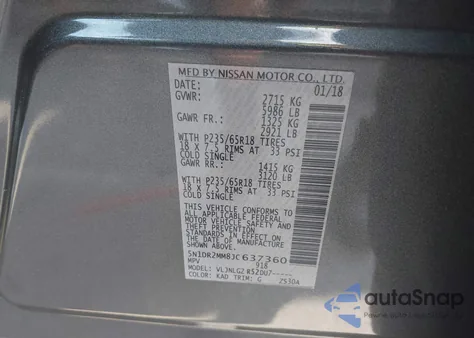 MFD BY NISSAN MOTOR CO., LTD.
DATE: 01/18
GVWR: 2715 KG
5986 LB
GAWR FR.: 1325 KG
2921 LB
WITH P235/65R18 TIRES
18 X 7.5 RIMS AT 33 PSI
COLD SINGLE
GAWR RR.: 1415 KG
3120 LB
WITH P235/65R18 TIRES
18 X 7.5 RIMS AT 33 PSI
COLD SINGLE
THIS VEHICLE CONFORMS TO
ALL APPLICABLE FEDERAL
MOTOR VEHICLE SAFETY
STANDARDS IN EFFECT ON
THE DATE OF MANUFACTURE
SHOWN ABOVE.
5N1DR2MM8JC637360
MPV 918
MODEL: VLJNLG2 R52DU7-----
COLOR: KAD TRIM: G ZS30A
autoSnap